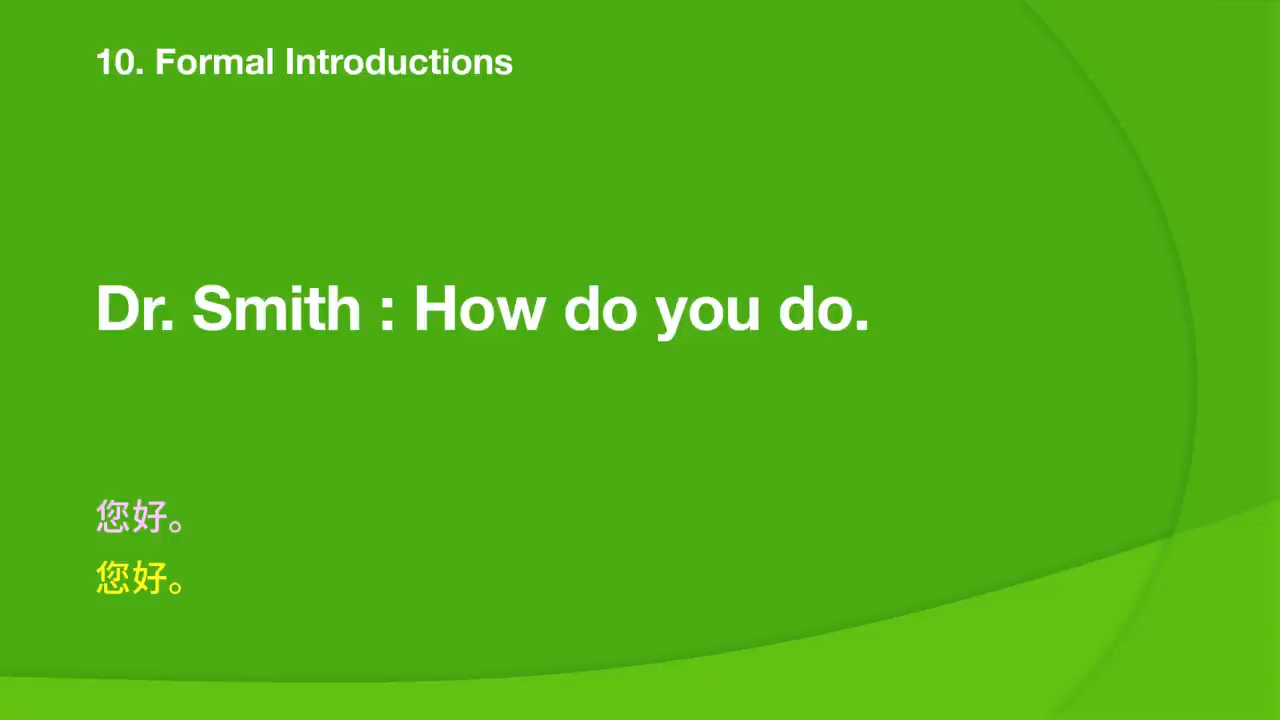 10. Formal Introductions
Dr. Smith : How do you do.
您好。
您好。